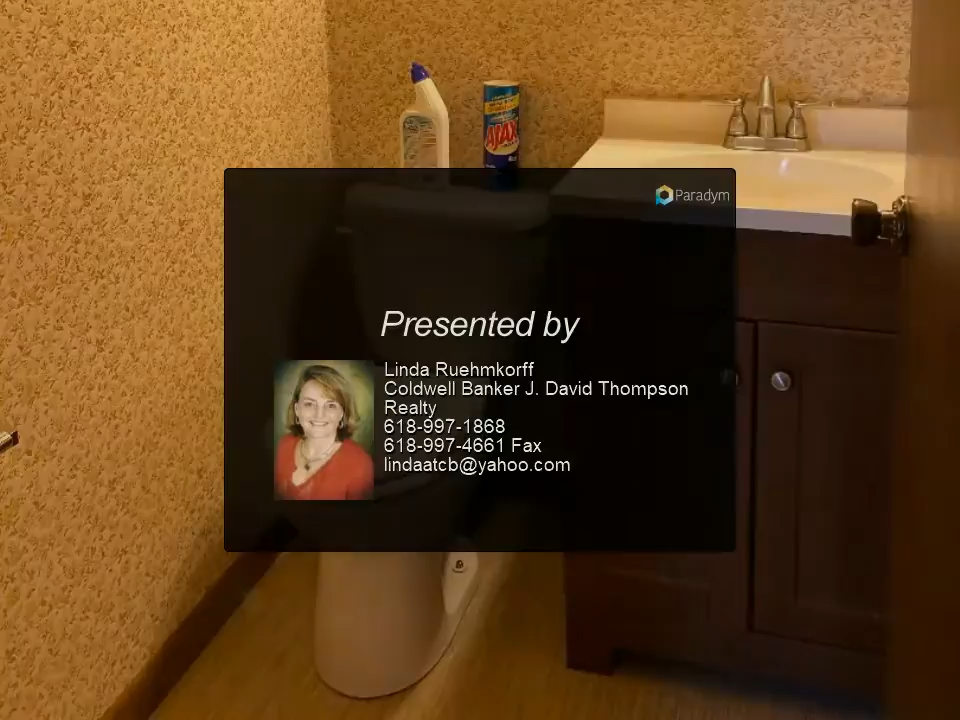 AJAX
Paradym
Presented by
Linda Ruehmkorff
Coldwell Banker J. David Thompson
Realty
618-997-1868
618-997-4661 Fax
lindaatcb@yahoo.com